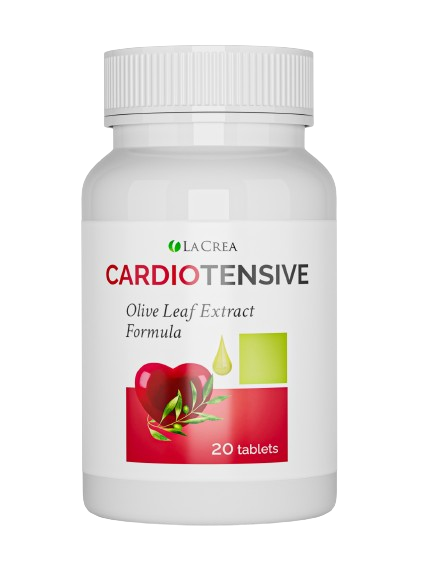 LACREA
CARDIOTENSIVE
Olive Leaf Extract
Formula
20 tablets